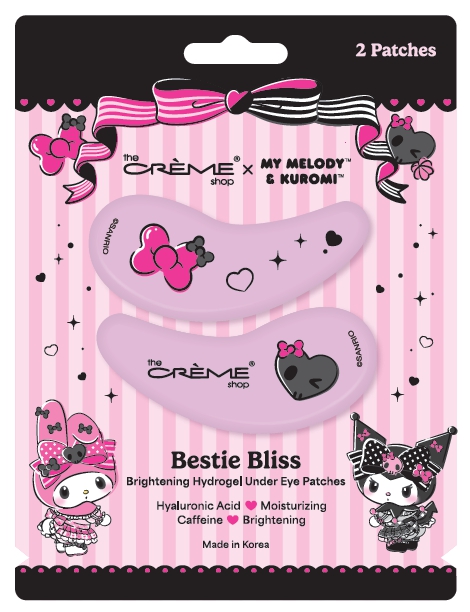 2 Patches
the
CRÈME®
shop
×
MY MELODY™
& KUROMI™
©SANRIO
the
CRÈME®
shop
©SANRIO
Bestie Bliss
Brightening Hydrogel Under Eye Patches
Hyaluronic Acid ♥ Moisturizing
Caffeine ♥ Brightening
Made in Korea